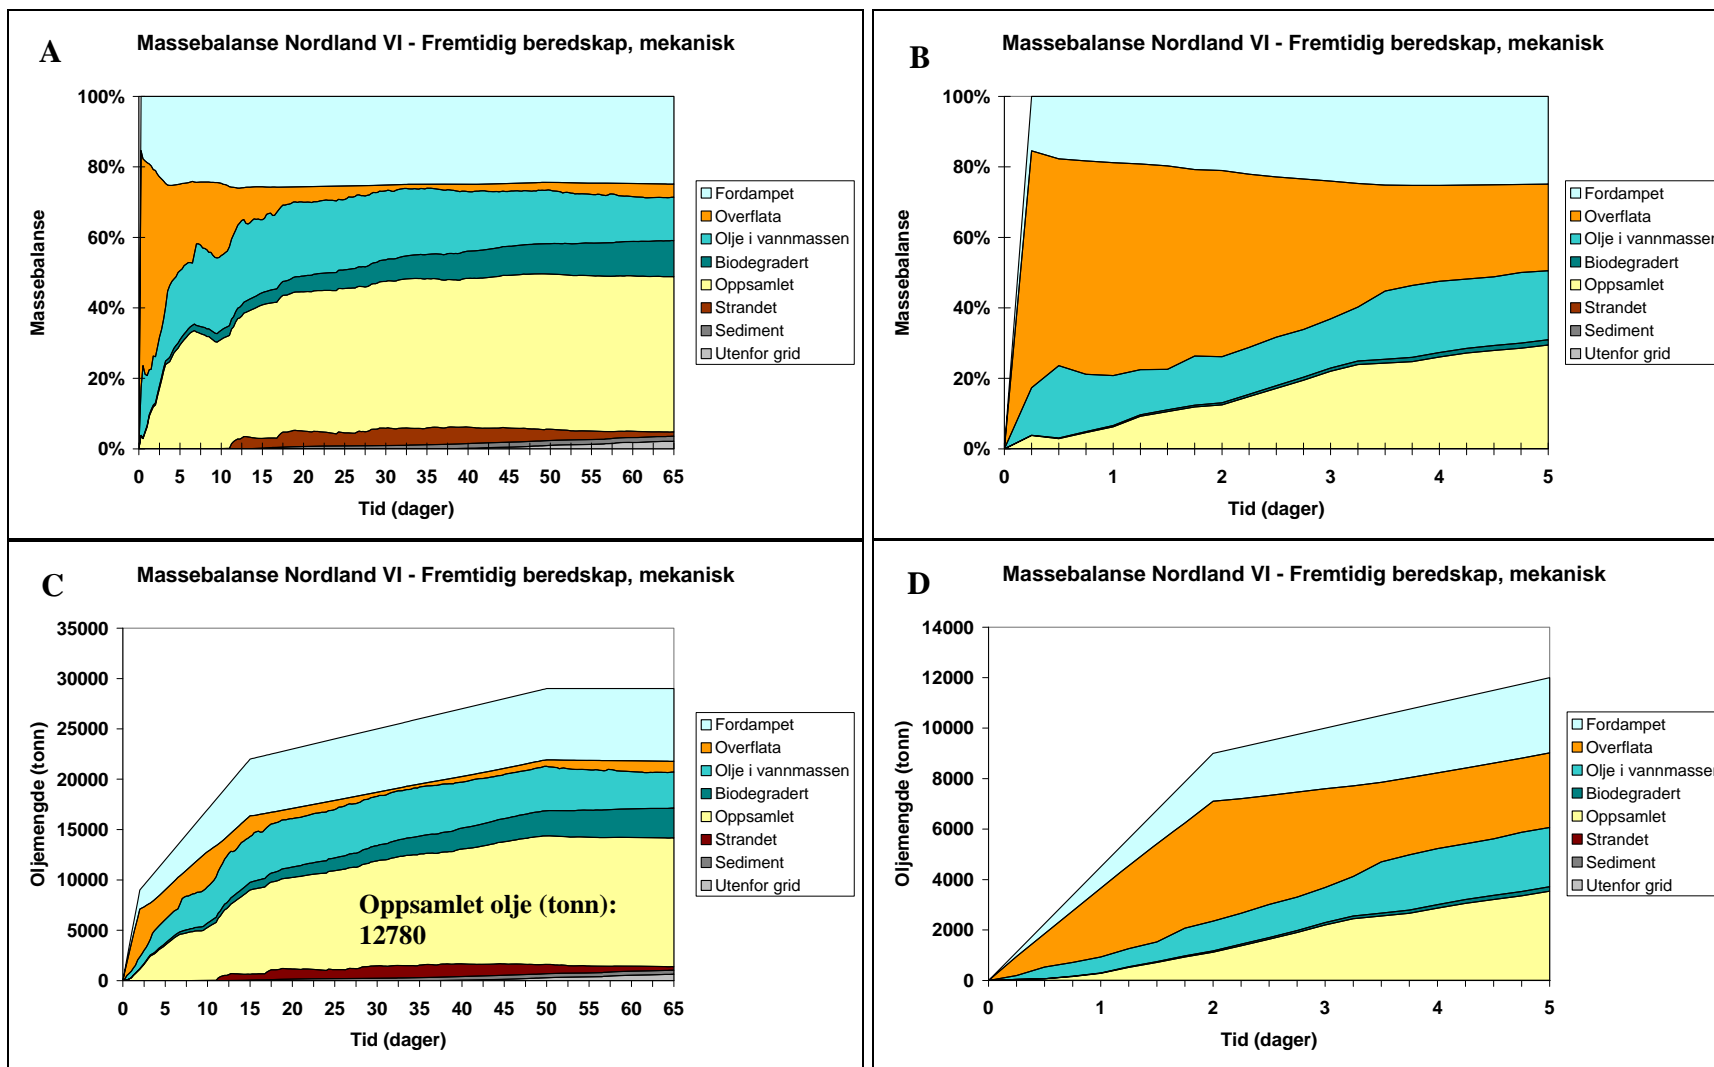 A
Massebalanse Nordland VI - Fremtidig beredskap, mekanisk
100%
80%
60%
40%
20%
0%
Massebalanse
0 5 10 15 20 25 30 35 40 45 50 55 60 65
Tid (dager)
Fordampet
Overflata
Olje i vannmassen
Biodegradert
Oppsamlet
Strandet
Sediment
Utenfor grid
B
Massebalanse Nordland VI - Fremtidig beredskap, mekanisk
100%
80%
60%
40%
20%
0%
Massebalanse
0 1 2 3 4 5
Tid (dager)
Fordampet
Overflata
Olje i vannmassen
Biodegradert
Oppsamlet
Strandet
Sediment
Utenfor grid
C
Massebalanse Nordland VI - Fremtidig beredskap, mekanisk
35000
30000
25000
20000
15000
10000
5000
0
Oljemengde (tonn)
Oppsamlet olje (tonn):
12780
0 5 10 15 20 25 30 35 40 45 50 55 60 65
Tid (dager)
Fordampet
Overflata
Olje i vannmassen
Biodegradert
Oppsamlet
Strandet
Sediment
Utenfor grid
D
Massebalanse Nordland VI - Fremtidig beredskap, mekanisk
14000
12000
10000
8000
6000
4000
2000
0
Oljemengde (tonn)
0 1 2 3 4 5
Tid (dager)
Fordampet
Overflata
Olje i vannmassen
Biodegradert
Oppsamlet
Strandet
Sediment
Utenfor grid